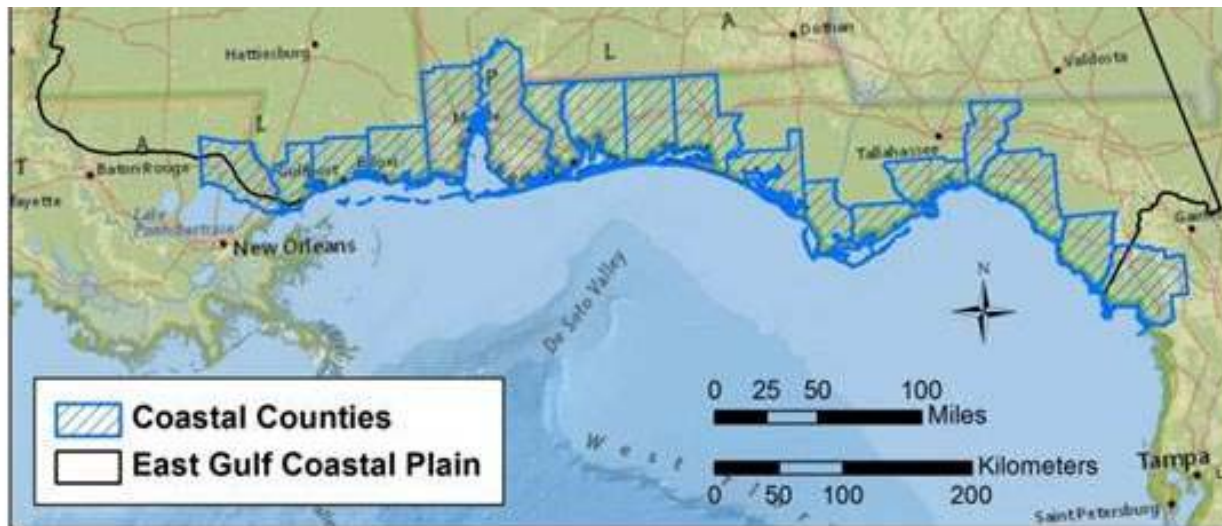 A
Dothan
Hattiesburg
L
Valdosta
P
A
L
Tallahassee
Baton Rouge
Gulfport
Biloxi
T
Lake
Pontchartrain
New Orleans
De Soto Valley
N
0 25 50 100
Miles
Coastal Counties
East Gulf Coastal Plain
West
Kilometers
0 50 100 200
Tampa
Saint Petersburg